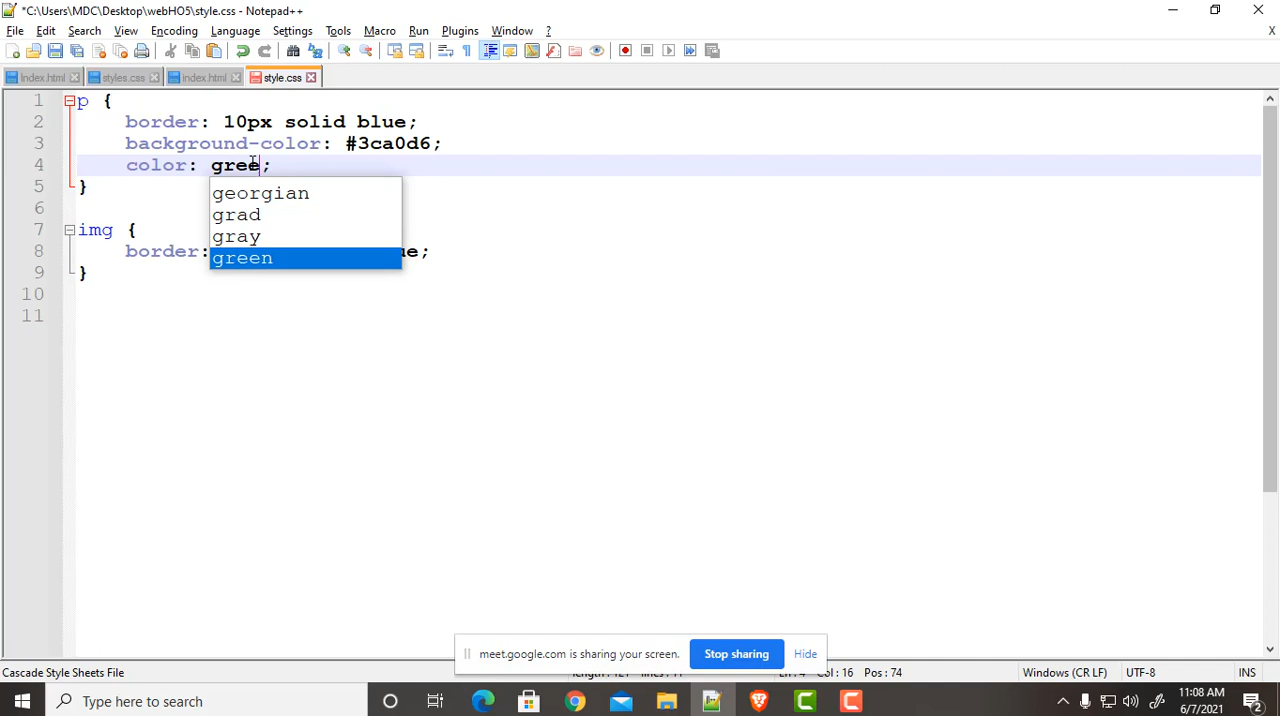 *C:\Users\MDC\Desktop\webHO5\style.css - Notepad++
File Edit Search View Encoding Language Settings Tools Macro Run Plugins Window ? X
Index.html styles.css index.html style.css
1 p {
2 border: 10px solid blue;
3 background-color: #3ca0d6;
4 color: gree;
5 }
georgian
6
grad
7 img {
gray
8 border: ue;
green
9 }
10
11
meet.google.com is sharing your screen. Stop sharing Hide
Cascade Style Sheets File Ln : 4 Col : 16 Pos : 74 Windows (CR LF) UTF-8 INS
Type here to search
11:08 AM
6/7/2021
2